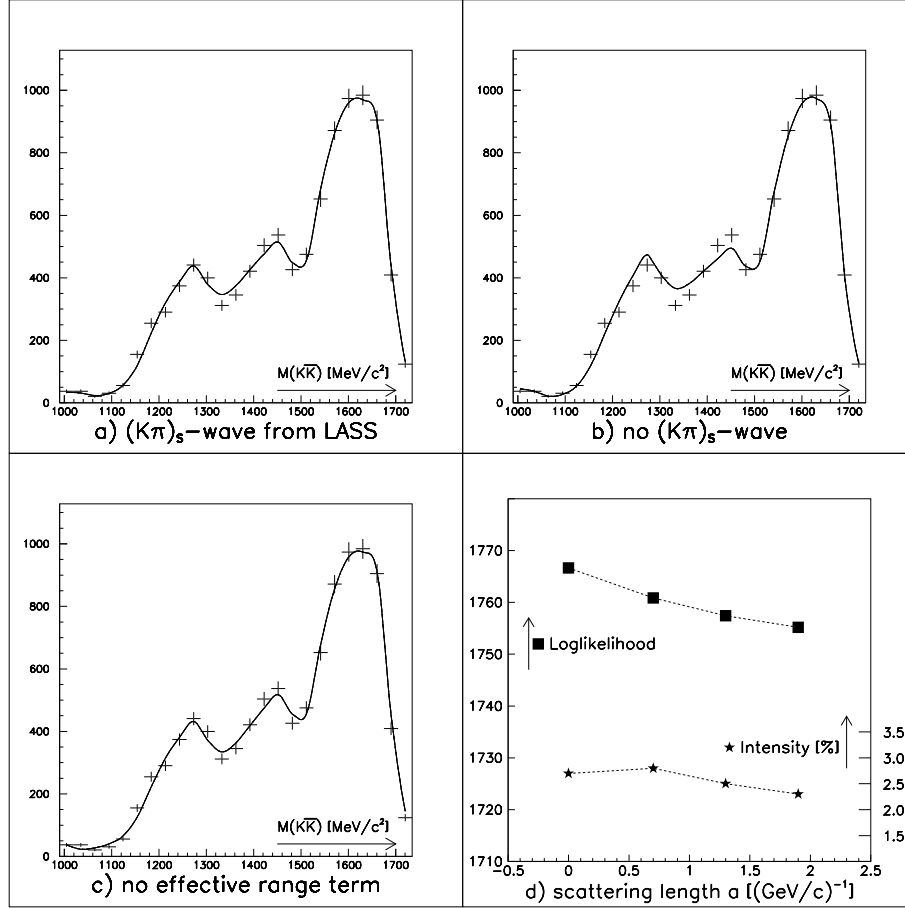 1000
800
600
400
200
0
M(KK̅) [MeV/c²]
1000 1100 1200 1300 1400 1500 1600 1700
a) (Kπ)s–wave from LASS
1000
800
600
400
200
0
M(KK̅) [MeV/c²]
1000 1100 1200 1300 1400 1500 1600 1700
b) no (Kπ)s–wave
1000
800
600
400
200
0
M(KK̅) [MeV/c²]
1000 1100 1200 1300 1400 1500 1600 1700
c) no effective range term
1770
1760
1750
1740
1730
1720
1710
Loglikelihood
Intensity [%]
3.5
3.0
2.5
2.0
1.5
−0.5 0 0.5 1 1.5 2 2.5
d) scattering length a [(GeV/c)⁻¹]